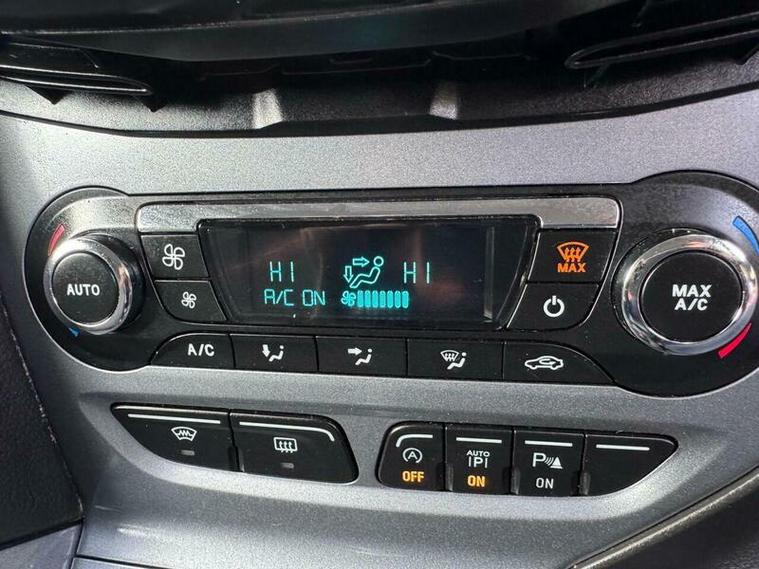 HI HI
A/C ON
AUTO
MAX
MAX
A/C
A/C
A
OFF
AUTO
P
ON
P
ON